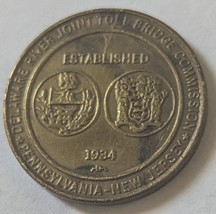 DELAWARE RIVER JOINT TOLL BRIDGE COMMISSION
ESTABLISHED
1934
PENNSYLVANIA-NEW JERSEY